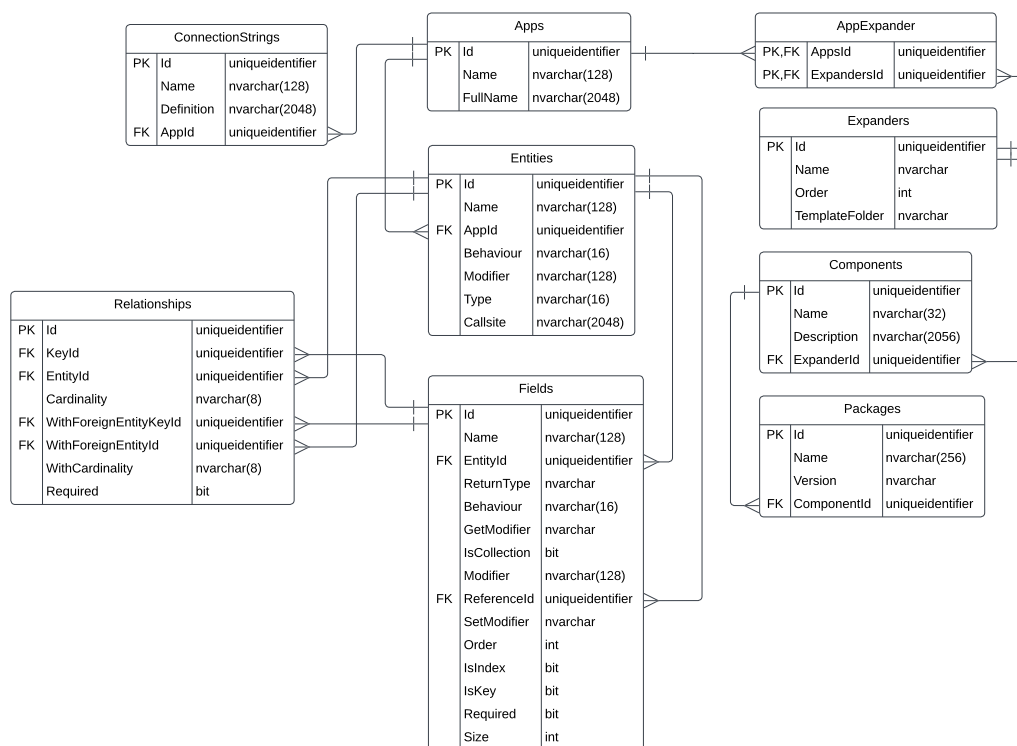 ConnectionStrings
PK Id uniqueidentifier
Name nvarchar(128)
Definition nvarchar(2048)
FK AppId uniqueidentifier
Apps
PK Id uniqueidentifier
Name nvarchar(128)
FullName nvarchar(2048)
AppExpander
PK,FK AppsId uniqueidentifier
PK,FK ExpandersId uniqueidentifier
Expanders
PK Id uniqueidentifier
Name nvarchar
Order int
TemplateFolder nvarchar
Entities
PK Id uniqueidentifier
Name nvarchar(128)
FK AppId uniqueidentifier
Behaviour nvarchar(16)
Modifier nvarchar(128)
Type nvarchar(16)
Callsite nvarchar(2048)
Components
PK Id uniqueidentifier
Name nvarchar(32)
Description nvarchar(2056)
FK ExpanderId uniqueidentifier
Relationships
PK Id uniqueidentifier
FK KeyId uniqueidentifier
FK EntityId uniqueidentifier
Cardinality nvarchar(8)
FK WithForeignEntityKeyId uniqueidentifier
FK WithForeignEntityId uniqueidentifier
WithCardinality nvarchar(8)
Required bit
Fields
PK Id uniqueidentifier
Name nvarchar(128)
FK EntityId uniqueidentifier
ReturnType nvarchar
Behaviour nvarchar(16)
GetModifier nvarchar
IsCollection bit
Modifier nvarchar(128)
FK ReferenceId uniqueidentifier
SetModifier nvarchar
Order int
IsIndex bit
IsKey bit
Required bit
Size int
Packages
PK Id uniqueidentifier
Name nvarchar(256)
Version nvarchar
FK ComponentId uniqueidentifier